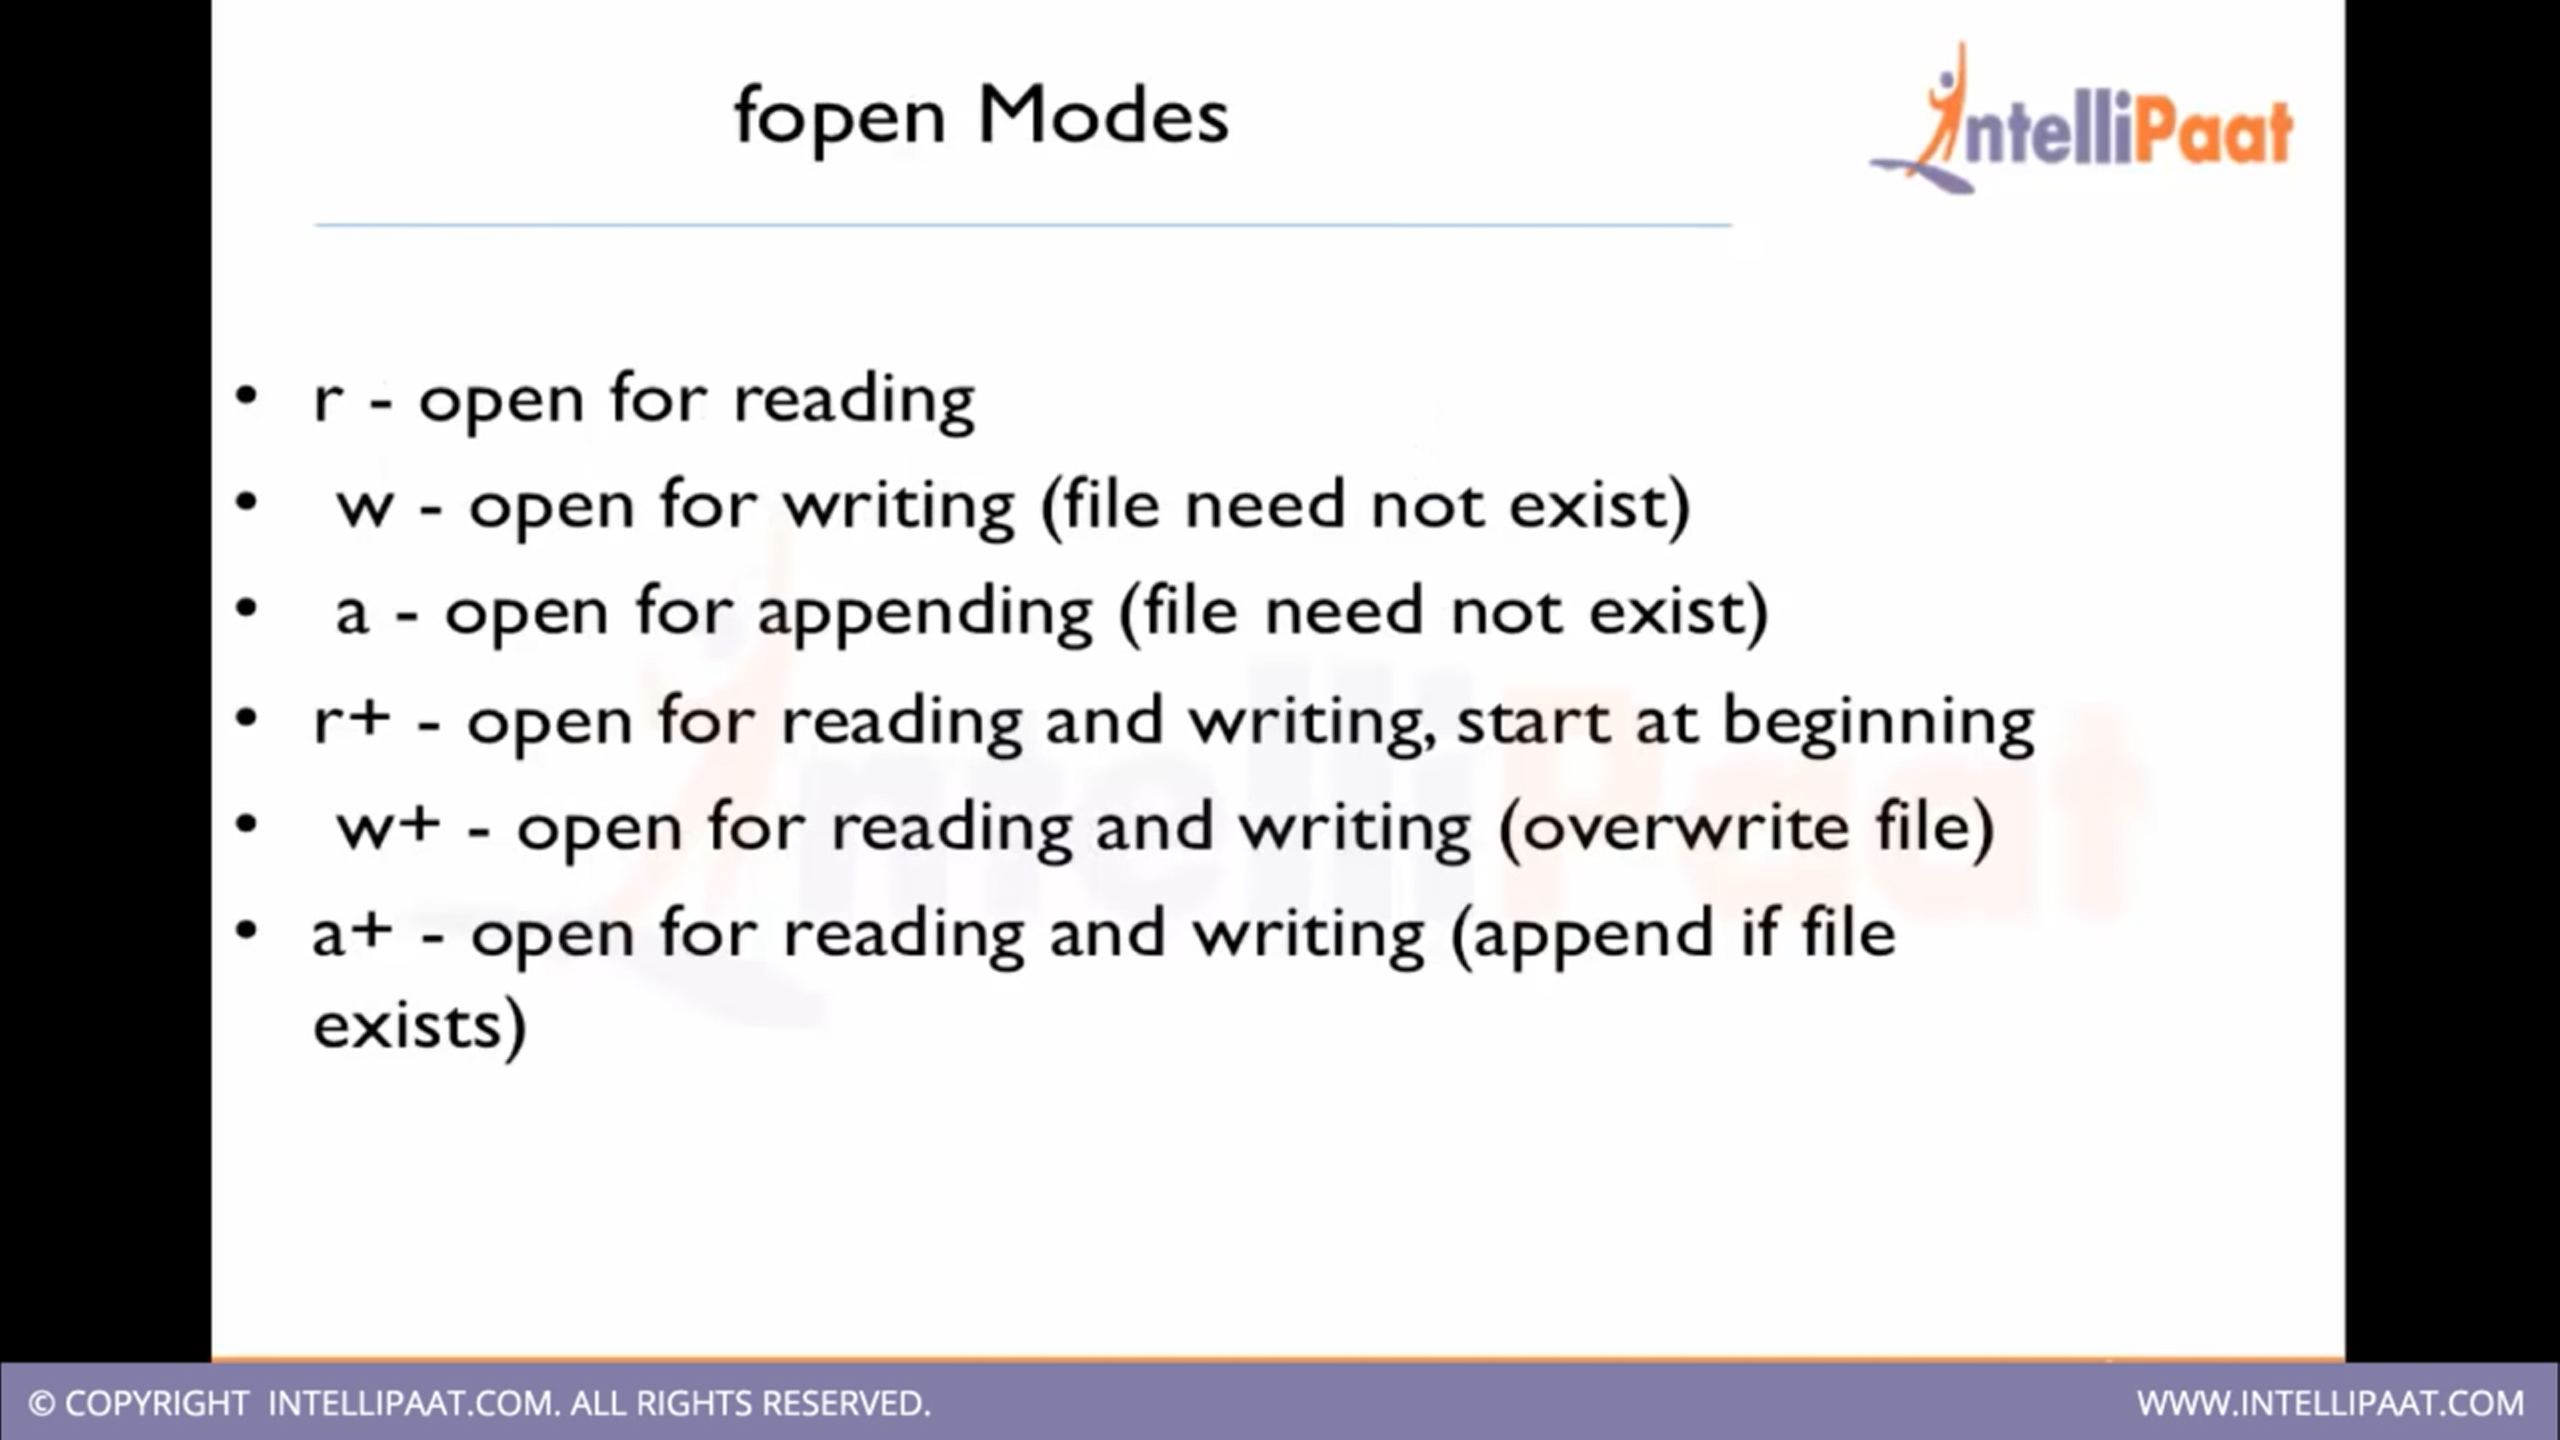 fopen Modes
IntelliPaat
• r - open for reading
• w - open for writing (file need not exist)
• a - open for appending (file need not exist)
• r+ - open for reading and writing, start at beginning
• w+ - open for reading and writing (overwrite file)
• a+ - open for reading and writing (append if file
exists)
IntelliPaat
© COPYRIGHT INTELLIPAAT.COM. ALL RIGHTS RESERVED.
WWW.INTELLIPAAT.COM